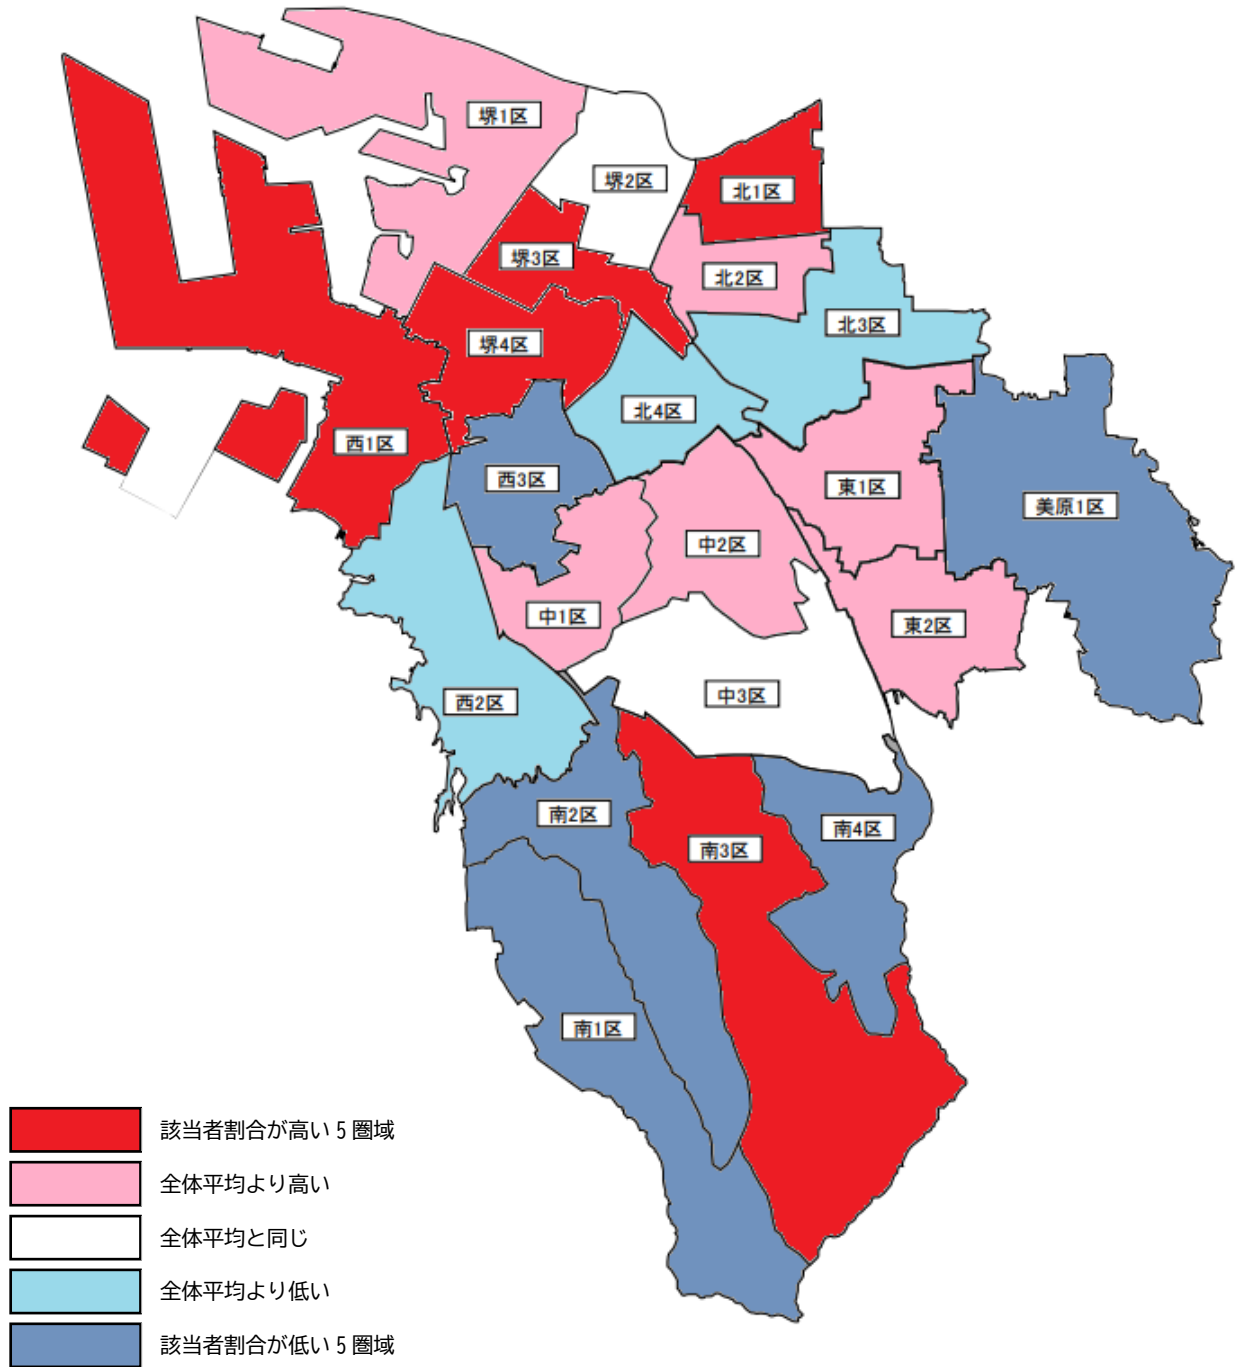 堺1区
堺2区
北1区
堺3区
北2区
北3区
堺4区
北4区
西1区
西3区
東1区
美原1区
中2区
中1区
東2区
中3区
西2区
南2区
南4区
南3区
南1区
該当者割合が高い5圏域
全体平均より高い
全体平均と同じ
全体平均より低い
該当者割合が低い5圏域